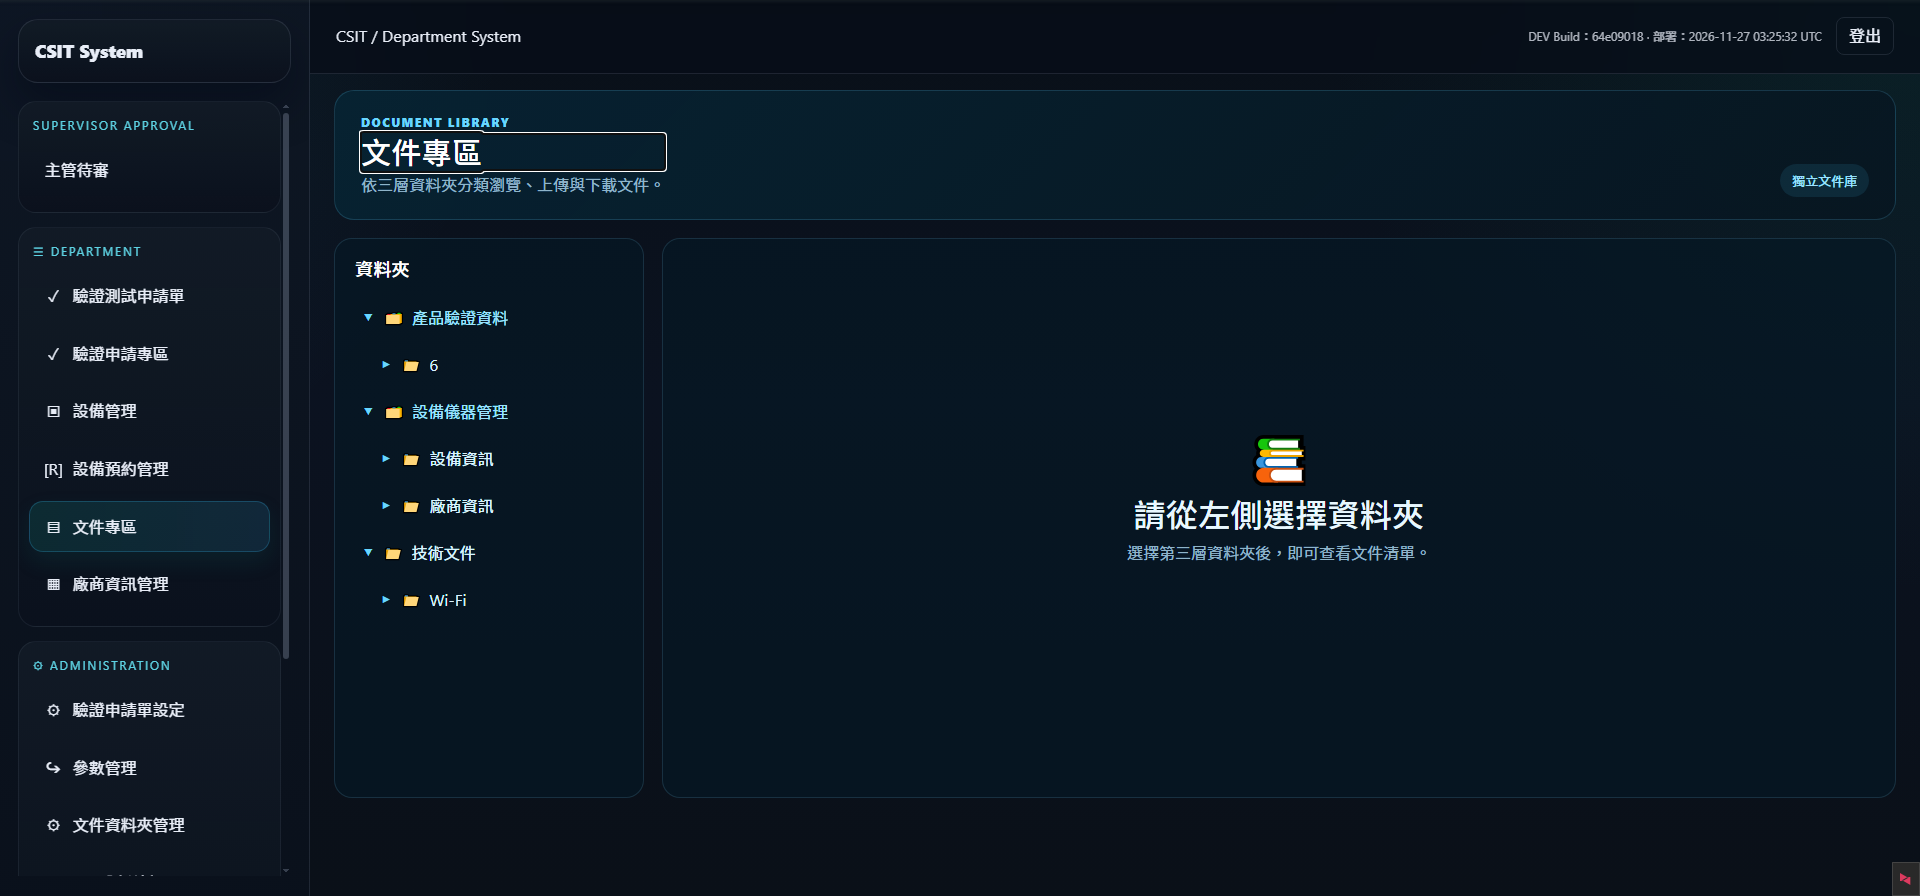 CSIT System
SUPERVISOR APPROVAL
主管待審
☰ DEPARTMENT
✓ 驗證測試申請單
✓ 驗證申請專區
▣ 設備管理
[R] 設備預約管理
▤ 文件專區
▦ 廠商資訊管理
⚙ ADMINISTRATION
⚙ 驗證申請單設定
↪ 參數管理
⚙ 文件資料夾管理
CSIT / Department System
DEV Build：64e09018 · 部署：2026-11-27 03:25:32 UTC
登出
DOCUMENT LIBRARY
文件專區
依三層資料夾分類瀏覽、上傳與下載文件。
獨立文件庫
資料夾
▼ 產品驗證資料
► 6
▼ 設備儀器管理
► 設備資訊
► 廠商資訊
▼ 技術文件
► Wi-Fi
請從左側選擇資料夾
選擇第三層資料夾後，即可查看文件清單。